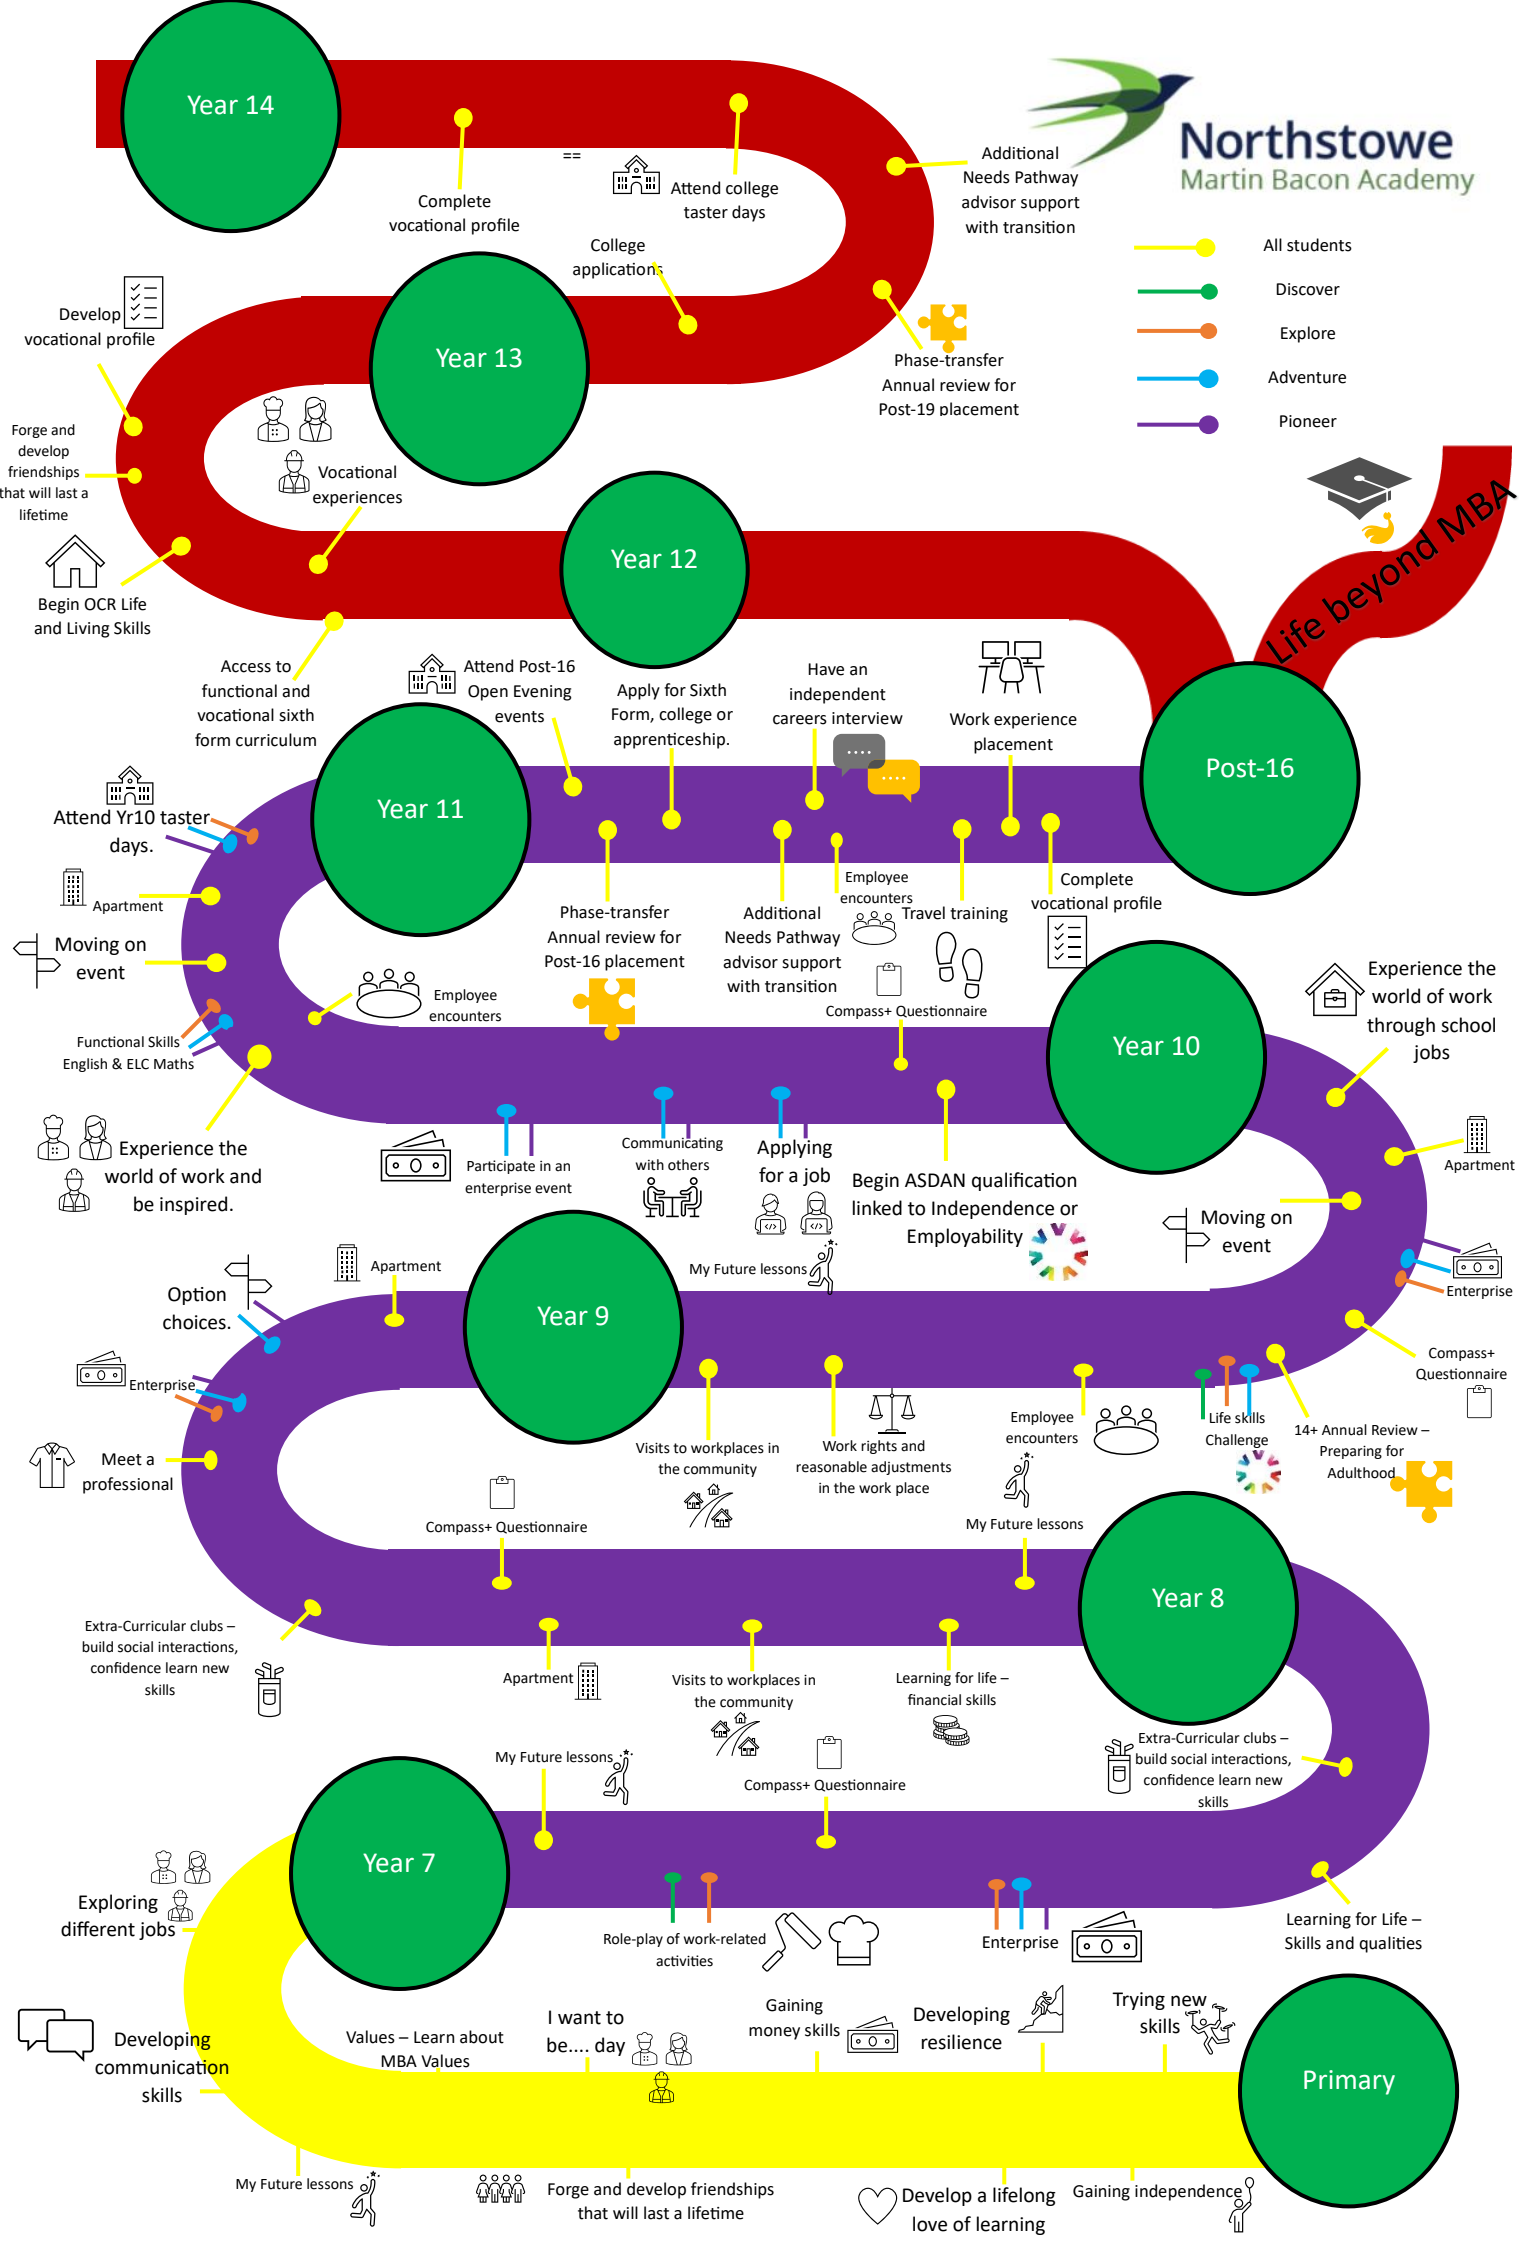 Year 14
Complete
vocational profile
==
Attend college
taster days
Additional
Needs Pathway
advisor support
with transition
Northstowe
Martin Bacon Academy
All students
Discover
Explore
Adventure
Pioneer
College
applications
Year 13
Phase-transfer
Annual review for
Post-19 placement
Develop
vocational profile
Forge and
develop
friendships
that will last a
lifetime
Vocational
experiences
Begin OCR Life
and Living Skills
Year 12
Life beyond MBA
Access to
functional and
vocational sixth
form curriculum
Attend Post-16
Open Evening
events
Apply for Sixth
Form, college or
apprenticeship.
Have an
independent
careers interview
Work experience
placement
Post-16
Year 11
Attend Yr10 taster
days.
Apartment
Moving on
event
Functional Skills
English & ELC Maths
Employee
encounters
Phase-transfer
Annual review for
Post-16 placement
Additional
Needs Pathway
advisor support
with transition
Employee
encounters
Travel training
Complete
vocational profile
Compass+ Questionnaire
Year 10
Experience the
world of work
through school
jobs
Experience the
world of work and
be inspired.
Participate in an
enterprise event
Communicating
with others
Applying
for a job
Begin ASDAN qualification
linked to Independence or
Employability
My Future lessons
Apartment
Moving on
event
Enterprise
Compass+
Questionnaire
Option
choices.
Apartment
Year 9
Enterprise
Meet a
professional
Visits to workplaces in
the community
Work rights and
reasonable adjustments
in the work place
Employee
encounters
Life skills
Challenge
14+ Annual Review –
Preparing for
Adulthood
Compass+ Questionnaire
My Future lessons
Year 8
Extra-Curricular clubs –
build social interactions,
confidence learn new
skills
Apartment
Visits to workplaces in
the community
Learning for life –
financial skills
My Future lessons
Compass+ Questionnaire
Extra-Curricular clubs –
build social interactions,
confidence learn new
skills
Year 7
Exploring
different jobs
Role-play of work-related
activities
Enterprise
Learning for Life –
Skills and qualities
Developing
communication
skills
Values – Learn about
MBA Values
I want to
be.... day
Gaining
money skills
Developing
resilience
Trying new
skills
Primary
My Future lessons
Forge and develop friendships
that will last a lifetime
Develop a lifelong
love of learning
Gaining independence